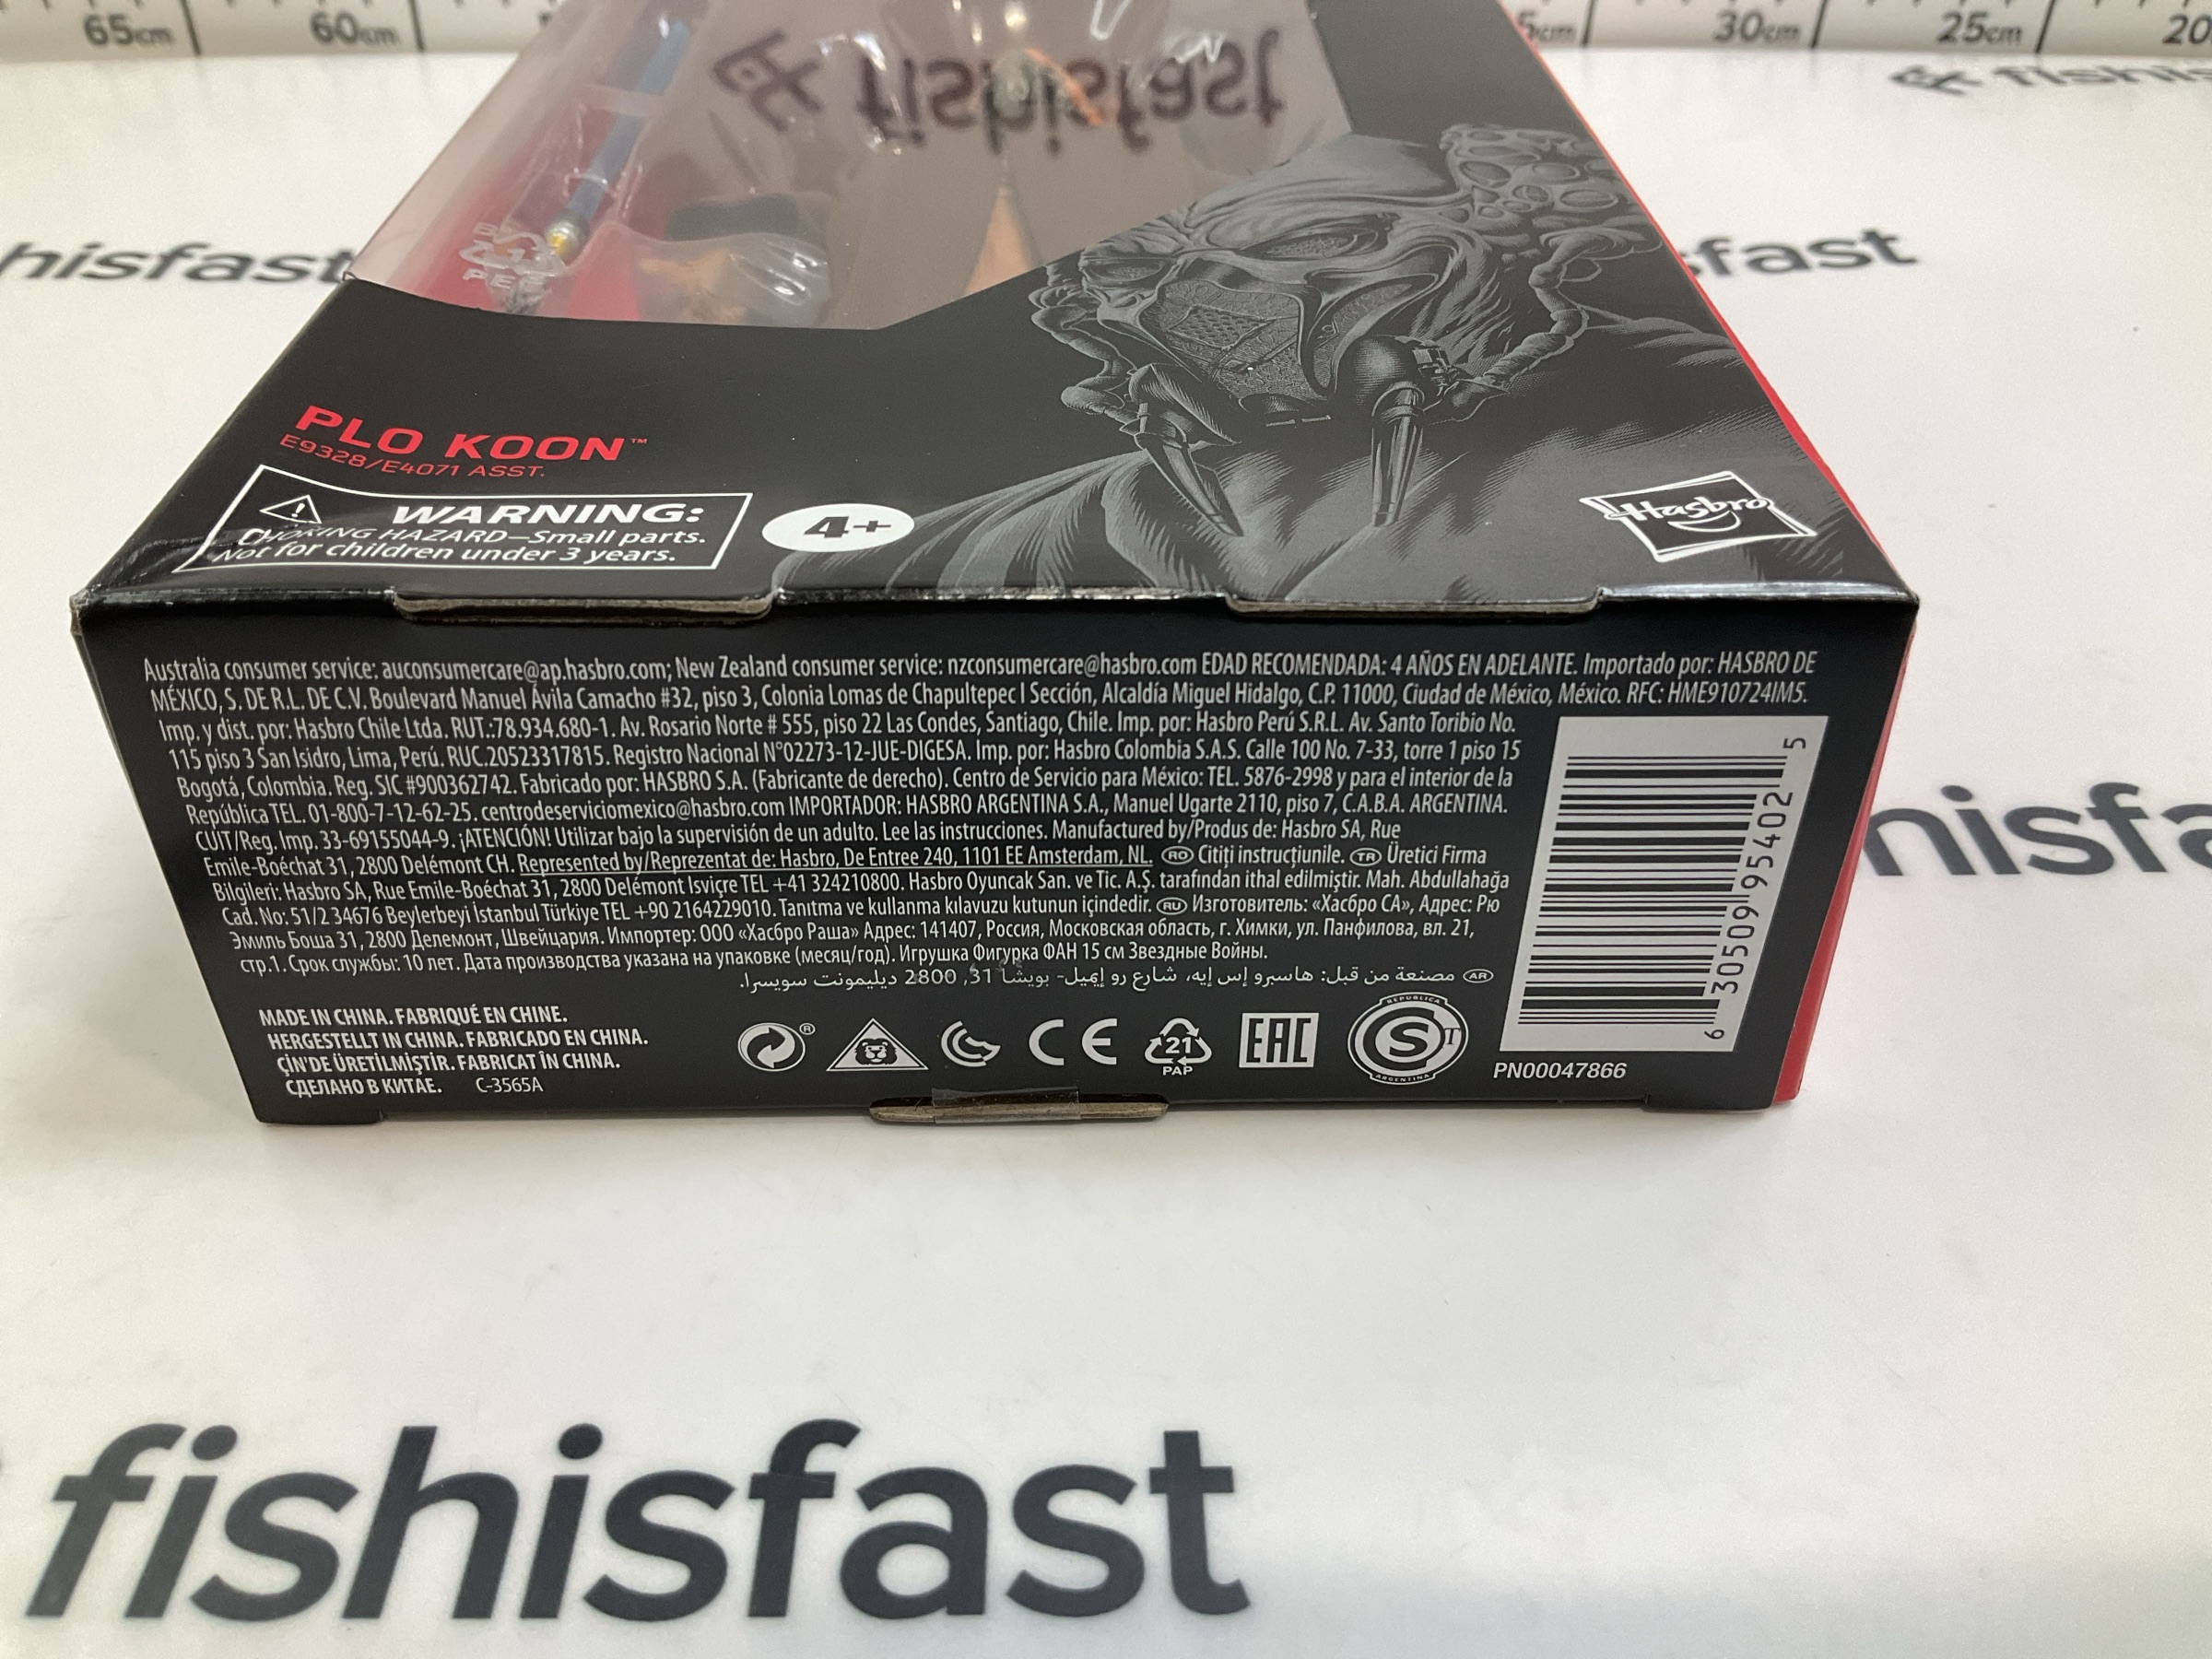 65cm 60cm 30cm 25cm 20
fishisfast
fishis
hisfast
sfast
PLO KOON™
E9328/E4071 ASST.
WARNING:
CHOKING HAZARD—Small parts.
Not for children under 3 years.
4+
Hasbro
Australia consumer service: auconsumercare@ap.hasbro.com; New Zealand consumer service: nzconsumercare@hasbro.com EDAD RECOMENDADA: 4 AÑOS EN ADELANTE. Importado por: HASBRO DE
MÉXICO, S. DE R.L. DE C.V. Boulevard Manuel Ávila Camacho #32, piso 3, Colonia Lomas de Chapultepec I Sección, Alcaldía Miguel Hidalgo, C.P. 11000, Ciudad de México, México. RFC: HME910724IM5.
Imp. y dist. por: Hasbro Chile Ltda. RUT.:78.934.680-1. Av. Rosario Norte # 555, piso 22 Las Condes, Santiago, Chile. Imp. por: Hasbro Perú S.R.L. Av. Santo Toribio No.
115 piso 3 San Isidro, Lima, Perú. RUC.20523317815. Registro Nacional N°02273-12-JUE-DIGESA. Imp. por: Hasbro Colombia S.A.S. Calle 100 No. 7-33, torre 1 piso 15
Bogotá, Colombia. Reg. SIC #900362742. Fabricado por: HASBRO S.A. (Fabricante de derecho). Centro de Servicio para México: TEL. 5876-2998 y para el interior de la
República TEL. 01-800-7-12-62-25. centrodeserviciomexico@hasbro.com IMPORTADOR: HASBRO ARGENTINA S.A., Manuel Ugarte 2110, piso 7, C.A.B.A. ARGENTINA.
CUIT/Reg. Imp. 33-69155044-9. ¡ATENCIÓN! Utilizar bajo la supervisión de un adulto. Lee las instrucciones. Manufactured by/Produs de: Hasbro SA, Rue
Emile-Boéchat 31, 2800 Delémont CH. Represented by/Reprezentat de: Hasbro, De Entree 240, 1101 EE Amsterdam, NL. RO Citiți instrucțiunile. TR Üretici Firma
Bilgileri: Hasbro SA, Rue Emile-Boéchat 31, 2800 Delémont Isviçre TEL +41 324210800. Hasbro Oyuncak San. ve Tic. A.Ş. tarafından ithal edilmiştir. Mah. Abdullahağa
Cad. No: 51/2 34676 Beylerbeyi İstanbul Türkiye TEL +90 2164229010. Tanıtma ve kullanma kılavuzu kutunun içindedir. RU Изготовитель: «Хасбро СА», Адрес: Рю
Эмиль Боша 31, 2800 Делемонт, Швейцария. Импортер: ООО «Хасбро Раша» Адрес: 141407, Россия, Московская область, г. Химки, ул. Панфилова, вл. 21,
стр.1. Срок службы: 10 лет. Дата производства указана на упаковке (месяц/год). Игрушка Фигурка ФАН 15 см Звездные Войны.
AR مصنعة من قبل: هاسبرو إس إيه، شارع رو إيميل- بويشا 31, 2800 ديليمونت سويسرا.
MADE IN CHINA. FABRIQUÉ EN CHINE.
HERGESTELLT IN CHINA. FABRICADO EN CHINA.
ÇİN'DE ÜRETİLMİŞTİR. FABRICAT ÎN CHINA.
СДЕЛАНО В КИТАЕ. C-3565A
® CE 21 PAP EAC REPUBLICA S T ARGENTINA
6 30509 95402 5
PN00047866
nisfa
fishisfast